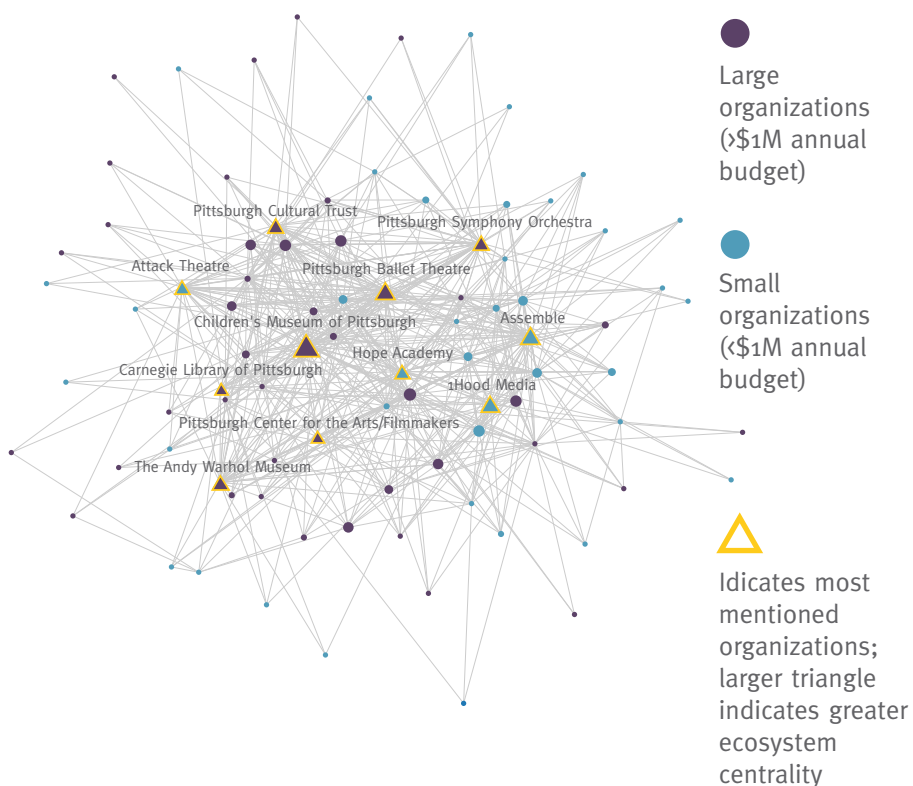 Pittsburgh Cultural Trust
Pittsburgh Symphony Orchestra
Attack Theatre
Pittsburgh Ballet Theatre
Children's Museum of Pittsburgh
Assemble
Hope Academy
Carnegie Library of Pittsburgh
1Hood Media
Pittsburgh Center for the Arts/Filmmakers
The Andy Warhol Museum
Large
organizations
(>$1M annual
budget)
Small
organizations
(<$1M annual
budget)
Idicates most
mentioned
organizations;
larger triangle
indicates greater
ecosystem
centrality